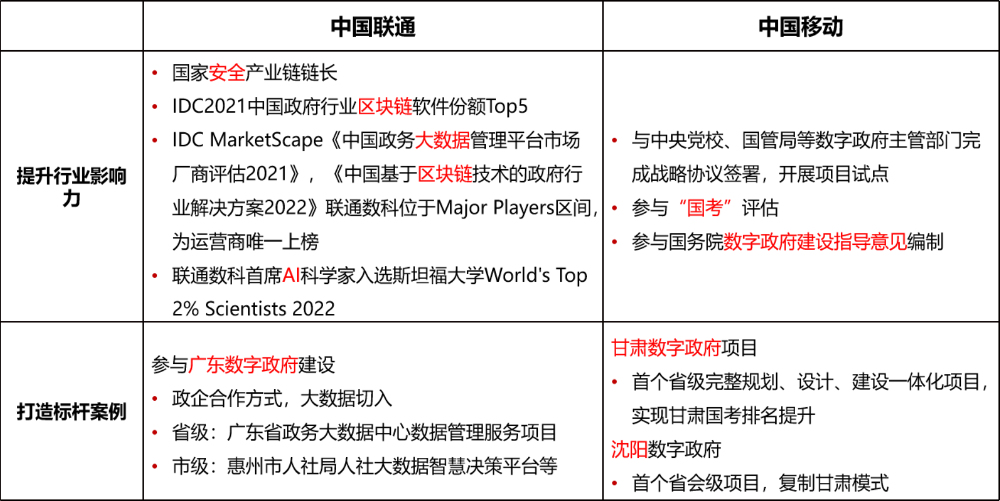 中国联通
中国移动
提升行业影响
力
国家安全产业链链长
IDC2021中国政府行业区块链软件份额Top5
IDC MarketScape《中国政务大数据管理平台市场
厂商评估2021》，《中国基于区块链技术的政府行
业解决方案2022》联通数科位于Major Players区间，
为运营商唯一上榜
联通数科首席AI科学家入选斯坦福大学World's Top
2% Scientists 2022
与中央党校、国管局等数字政府主管部门完
成战略协议签署，开展项目试点
参与“国考”评估
参与国务院数字政府建设指导意见编制
打造标杆案例
参与广东数字政府建设
政企合作方式，大数据切入
省级：广东省政务大数据中心数据管理服务项目
市级：惠州市人社局人社大数据智慧决策平台等
甘肃数字政府项目
首个省级完整规划、设计、建设一体化项目，
实现甘肃国考排名提升
沈阳数字政府
首个省会级项目，复制甘肃模式